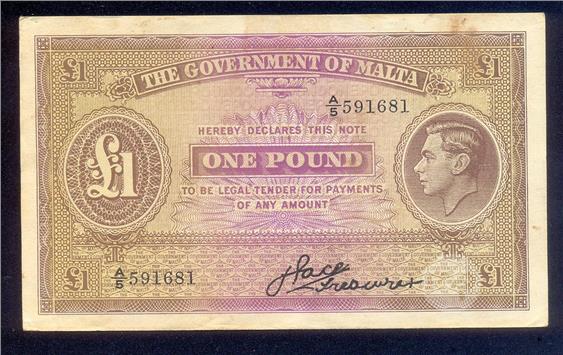 £1 £1
THE GOVERNMENT OF MALTA
A/5 591681
HEREBY DECLARES THIS NOTE
£1
ONE POUND
TO BE LEGAL TENDER FOR PAYMENTS
OF ANY AMOUNT
£1 £1
A/5 591681
J Pace
Treasurer